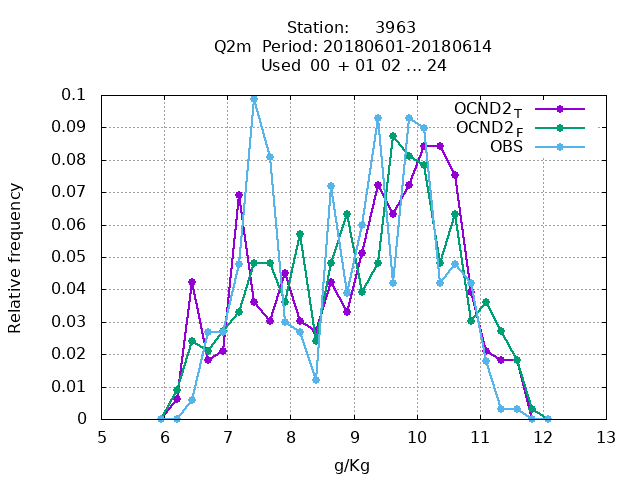 Station: 3963
Q2m Period: 20180601-20180614
Used 00 + 01 02 ... 24
OCND2_T
OCND2_F
OBS
Relative frequency
0.1
0.09
0.08
0.07
0.06
0.05
0.04
0.03
0.02
0.01
0
5 6 7 8 9 10 11 12 13
g/Kg